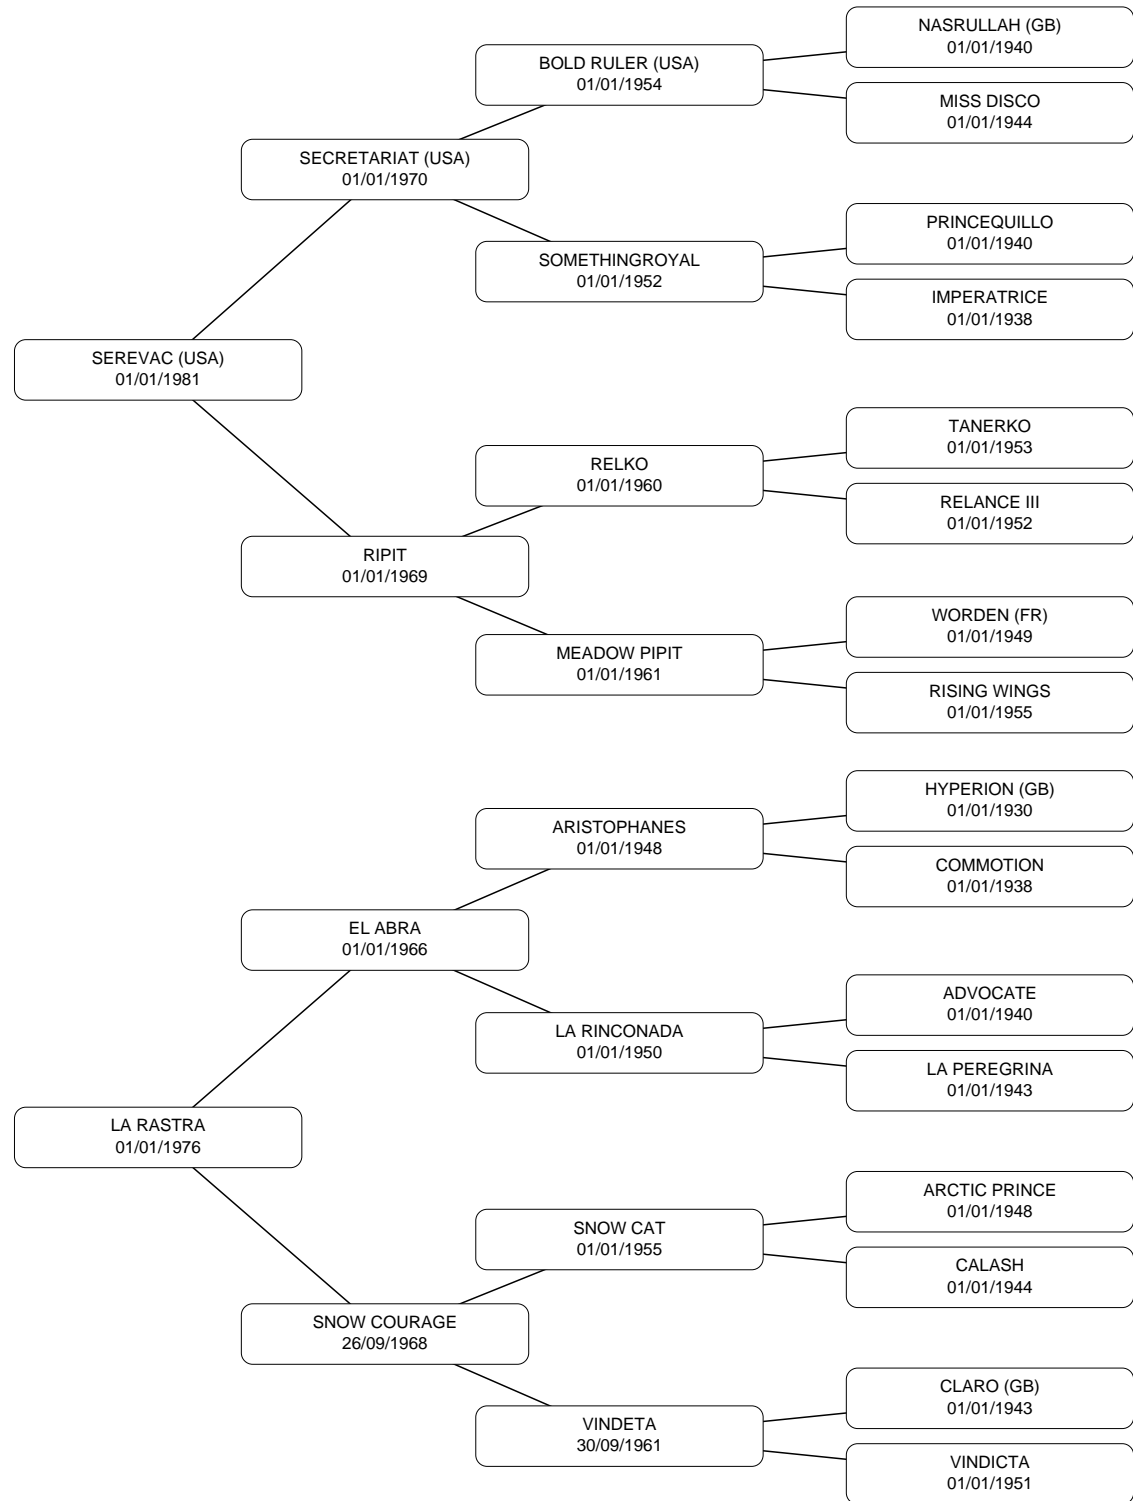 NASRULLAH (GB)
01/01/1940
BOLD RULER (USA)
01/01/1954
MISS DISCO
01/01/1944
SECRETARIAT (USA)
01/01/1970
PRINCEQUILLO
01/01/1940
SOMETHINGROYAL
01/01/1952
IMPERATRICE
01/01/1938
SEREVAC (USA)
01/01/1981
TANERKO
01/01/1953
RELKO
01/01/1960
RELANCE III
01/01/1952
RIPIT
01/01/1969
WORDEN (FR)
01/01/1949
MEADOW PIPIT
01/01/1961
RISING WINGS
01/01/1955
HYPERION (GB)
01/01/1930
ARISTOPHANES
01/01/1948
COMMOTION
01/01/1938
EL ABRA
01/01/1966
ADVOCATE
01/01/1940
LA RINCONADA
01/01/1950
LA PEREGRINA
01/01/1943
LA RASTRA
01/01/1976
ARCTIC PRINCE
01/01/1948
SNOW CAT
01/01/1955
CALASH
01/01/1944
SNOW COURAGE
26/09/1968
CLARO (GB)
01/01/1943
VINDETA
30/09/1961
VINDICTA
01/01/1951